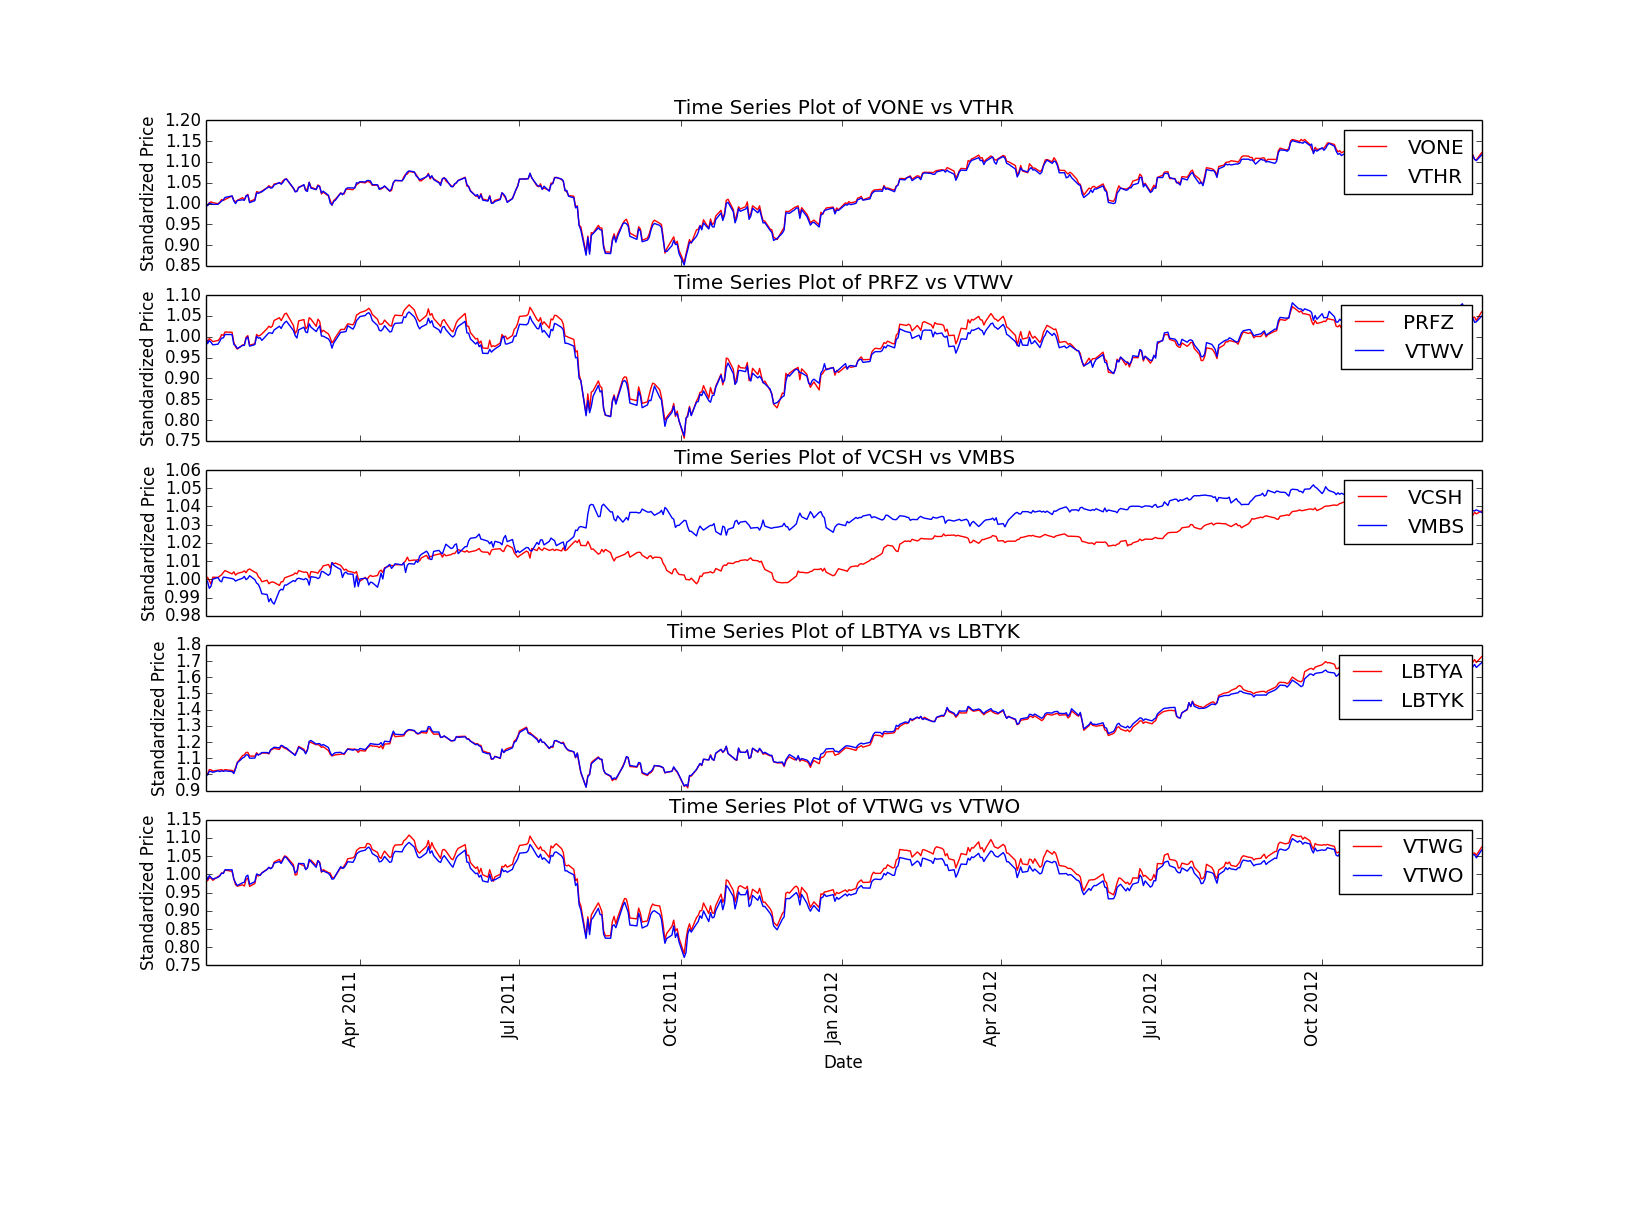 Time Series Plot of VONE vs VTHR
Standardized Price
1.20
1.15
1.10
1.05
1.00
0.95
0.90
0.85
VONE
VTHR
Time Series Plot of PRFZ vs VTWV
Standardized Price
1.10
1.05
1.00
0.95
0.90
0.85
0.80
0.75
PRFZ
VTWV
Time Series Plot of VCSH vs VMBS
Standardized Price
1.06
1.05
1.04
1.03
1.02
1.01
1.00
0.99
0.98
VCSH
VMBS
Time Series Plot of LBTYA vs LBTYK
Standardized Price
1.8
1.7
1.6
1.5
1.4
1.3
1.2
1.1
1.0
0.9
LBTYA
LBTYK
Time Series Plot of VTWG vs VTWO
Standardized Price
1.15
1.10
1.05
1.00
0.95
0.90
0.85
0.80
0.75
VTWG
VTWO
Apr 2011
Jul 2011
Oct 2011
Jan 2012
Apr 2012
Jul 2012
Oct 2012
Date